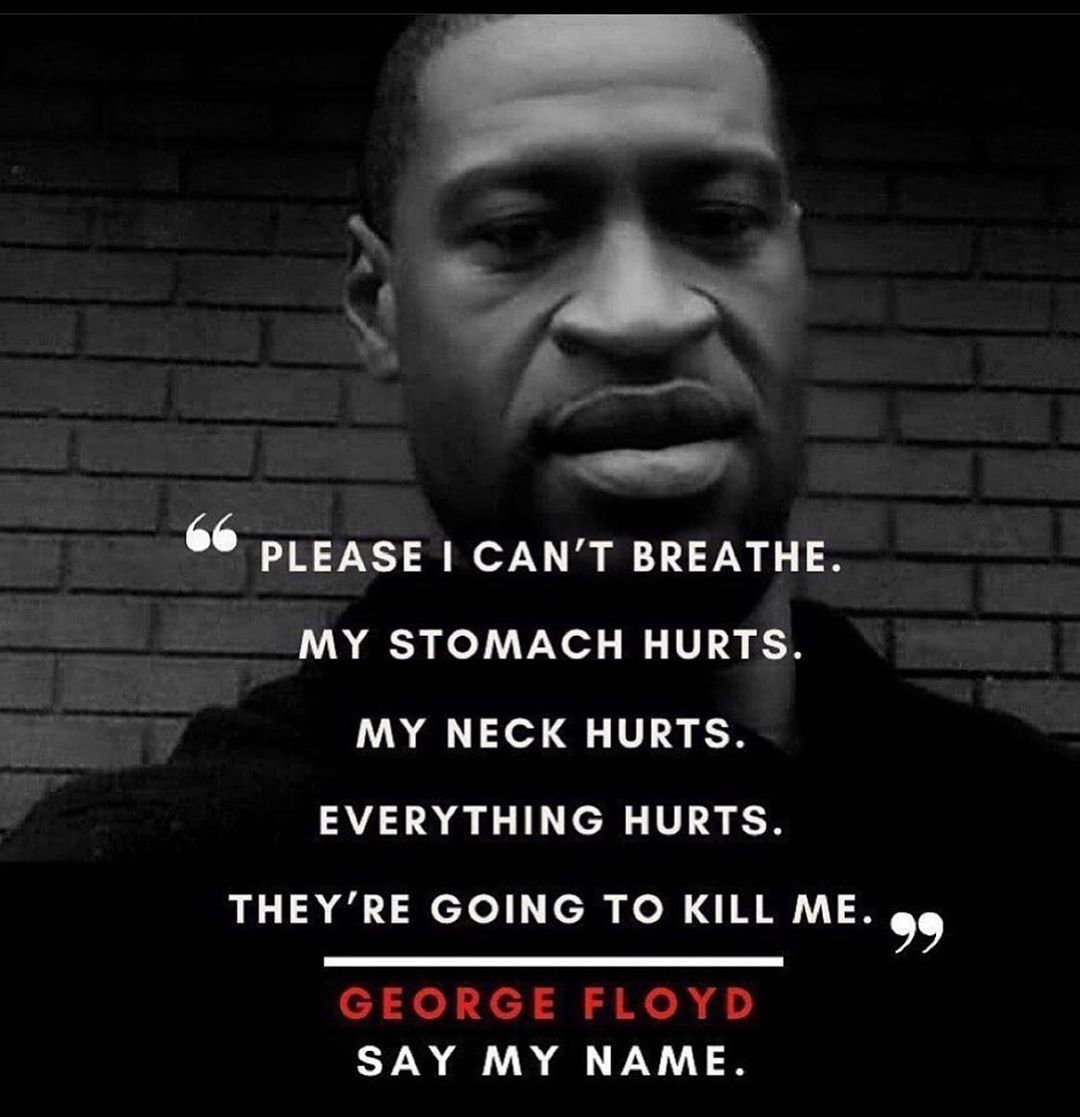 “ PLEASE I CAN’T BREATHE.
MY STOMACH HURTS.
MY NECK HURTS.
EVERYTHING HURTS.
THEY’RE GOING TO KILL ME. ”
GEORGE FLOYD
SAY MY NAME.